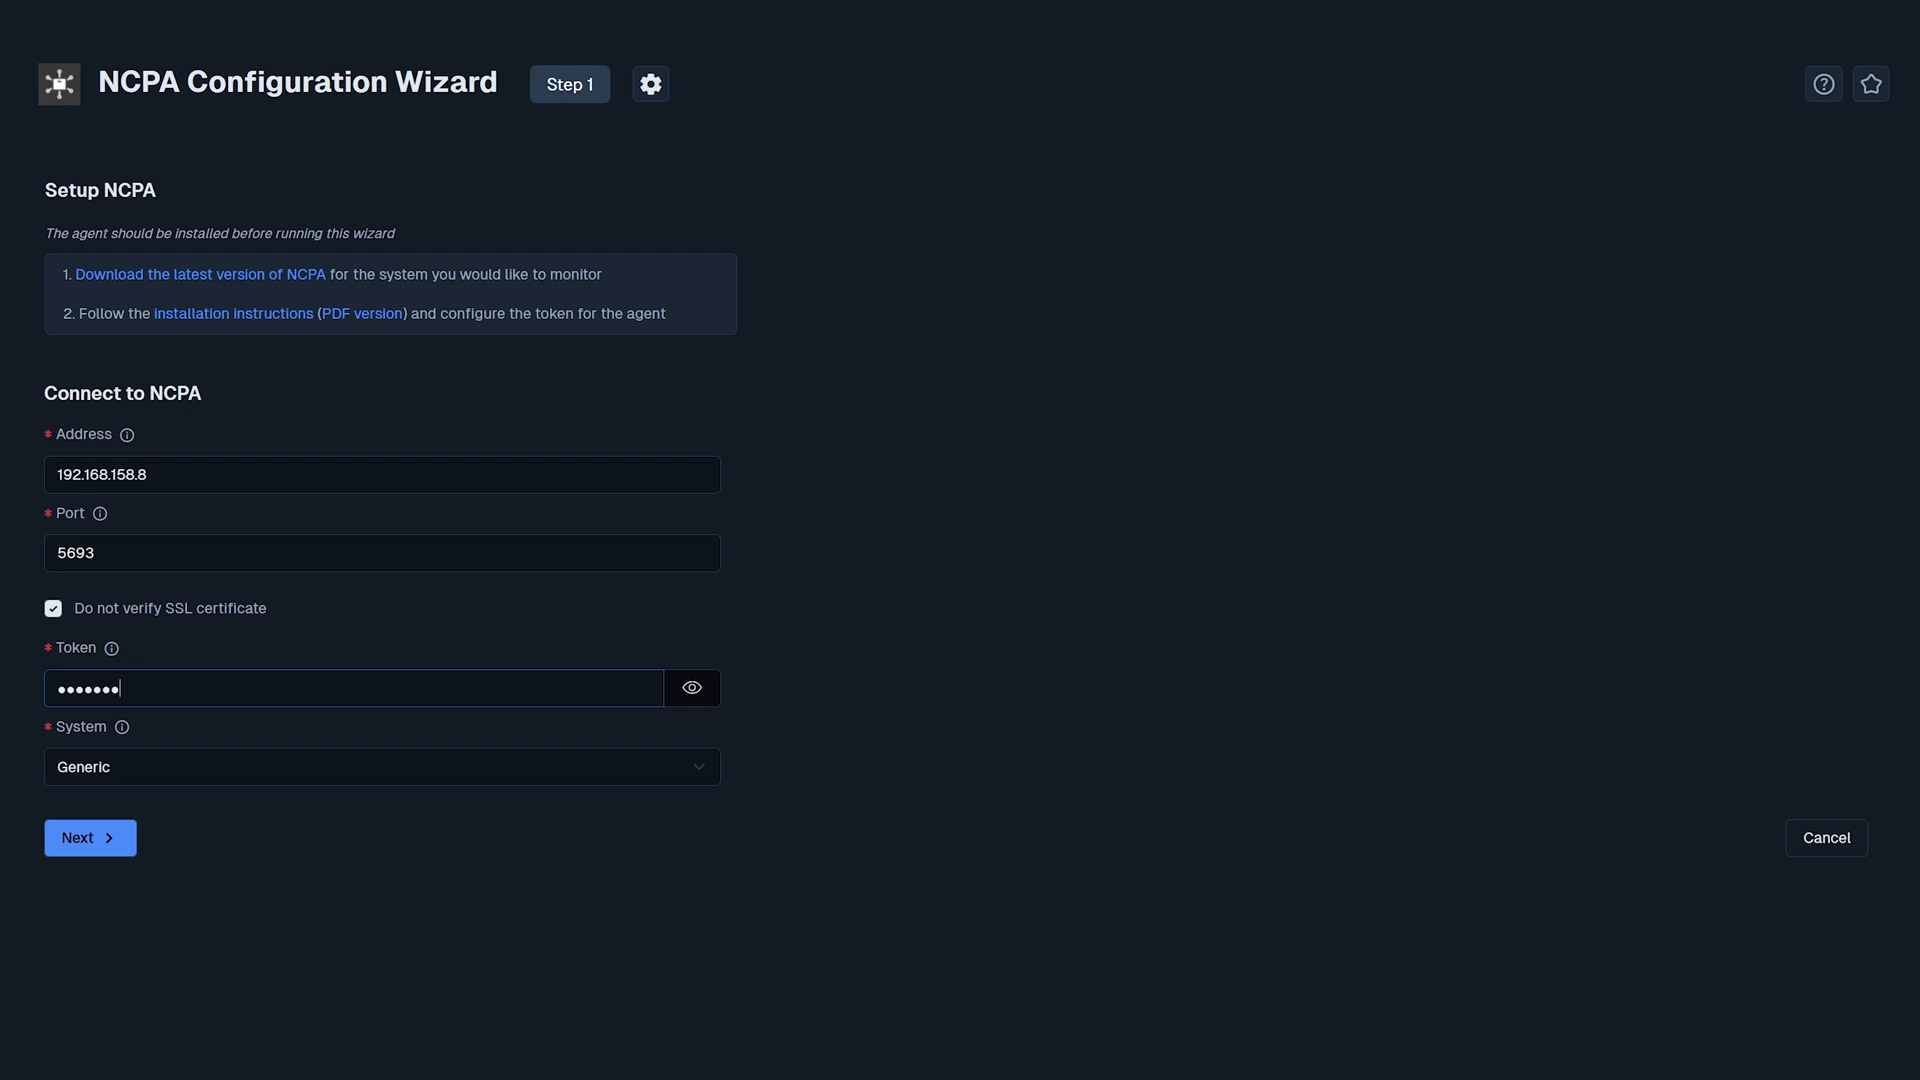 NCPA Configuration Wizard
Step 1
Setup NCPA
The agent should be installed before running this wizard
1. Download the latest version of NCPA for the system you would like to monitor
2. Follow the installation instructions (PDF version) and configure the token for the agent
Connect to NCPA
* Address
192.168.158.8
* Port
5693
Do not verify SSL certificate
* Token
•••••••
* System
Generic
Next
Cancel